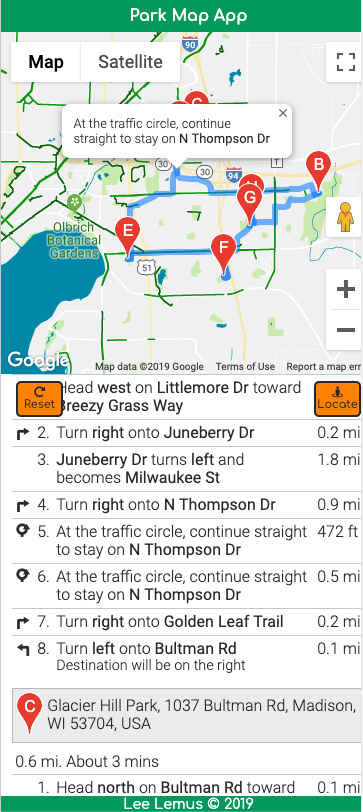 Park Map App
Map
Satellite
90
C
At the traffic circle, continue
straight to stay on N Thompson Dr
30
30
T
B
94
G
Olbrich
Botanical
Gardens
E
F
51
Google
Map data ©2019 Google
Terms of Use
Report a map err
Reset
Head west on Littlemore Dr toward
Breezy Grass Way
Locate
2. Turn right onto Juneberry Dr 0.2 mi
3. Juneberry Dr turns left and 1.8 mi
becomes Milwaukee St
4. Turn right onto N Thompson Dr 0.9 mi
5. At the traffic circle, continue straight 472 ft
to stay on N Thompson Dr
6. At the traffic circle, continue straight 0.5 mi
to stay on N Thompson Dr
7. Turn right onto Golden Leaf Trail 0.2 mi
8. Turn left onto Bultman Rd 0.1 mi
Destination will be on the right
C
Glacier Hill Park, 1037 Bultman Rd, Madison,
WI 53704, USA
0.6 mi. About 3 mins
1. Head north on Bultman Rd toward 0.1 mi
Lee Lemus © 2019